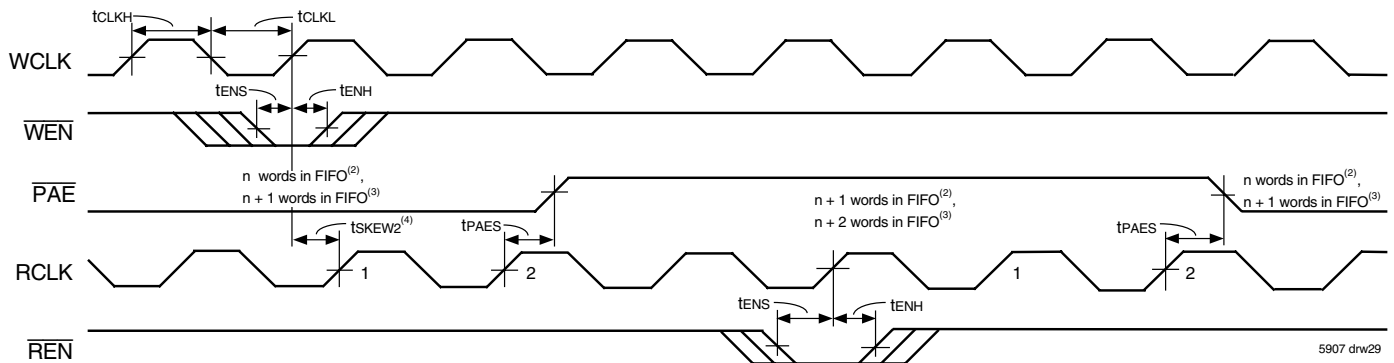 tCLKH
tCLKL
WCLK
tENS
tENH
WEN
PAE
n words in FIFO(2),
n + 1 words in FIFO(3)
n + 1 words in FIFO(2),
n + 2 words in FIFO(3)
n words in FIFO(2),
n + 1 words in FIFO(3)
tSKEW2(4)
tPAES
tPAES
RCLK
1
2
1
2
tENS
tENH
REN
5907 drw29